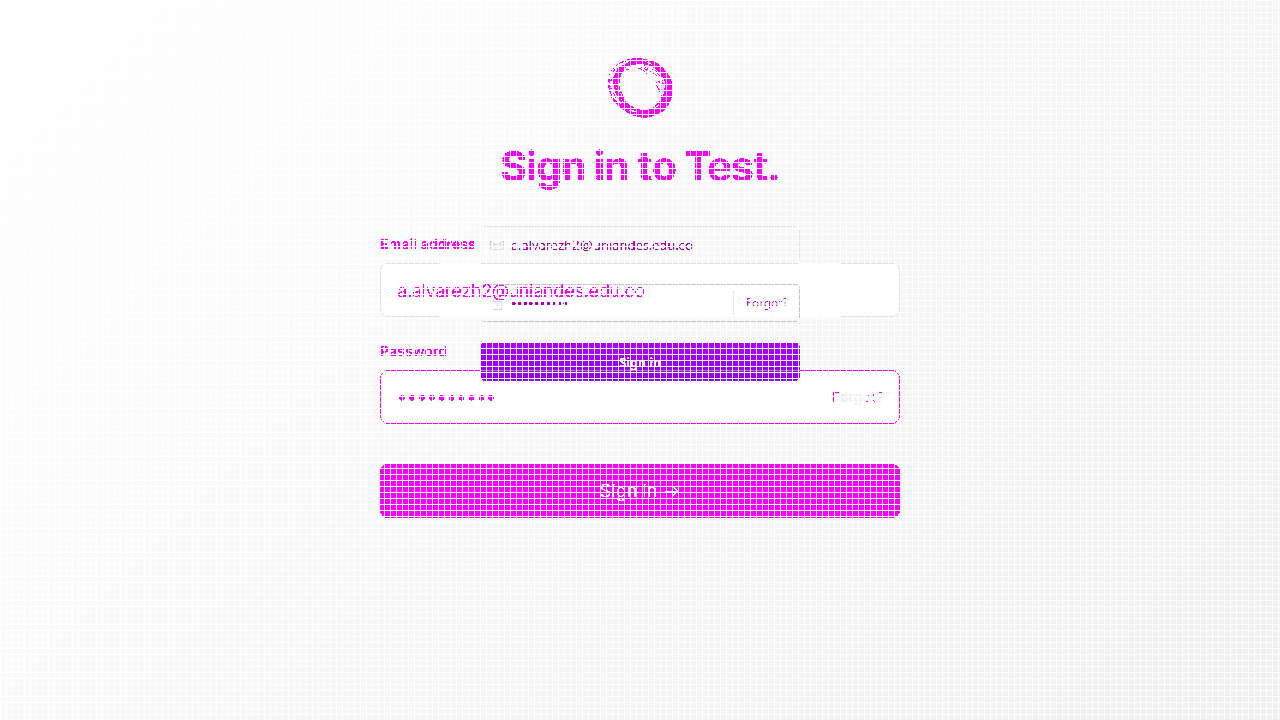 Sign in to Test.
Email address
a.alvarezh2@uniandes.edu.co
a.alvarezh2@uniandes.edu.co
Forgot?
Sign in
Password
Forgot?
Sign in →